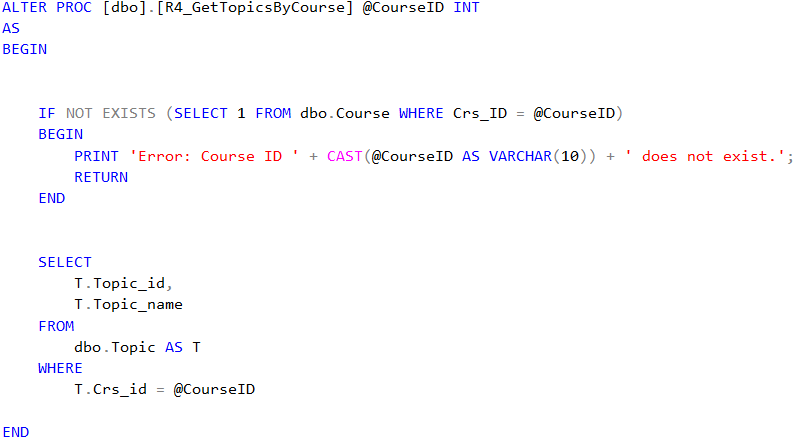 ALTER PROC [dbo].[R4_GetTopicsByCourse] @CourseID INT
AS
BEGIN
IF NOT EXISTS (SELECT 1 FROM dbo.Course WHERE Crs_ID = @CourseID)
BEGIN
PRINT 'Error: Course ID ' + CAST(@CourseID AS VARCHAR(10)) + ' does not exist.';
RETURN
END
SELECT
T.Topic_id,
T.Topic_name
FROM
dbo.Topic AS T
WHERE
T.Crs_id = @CourseID
END